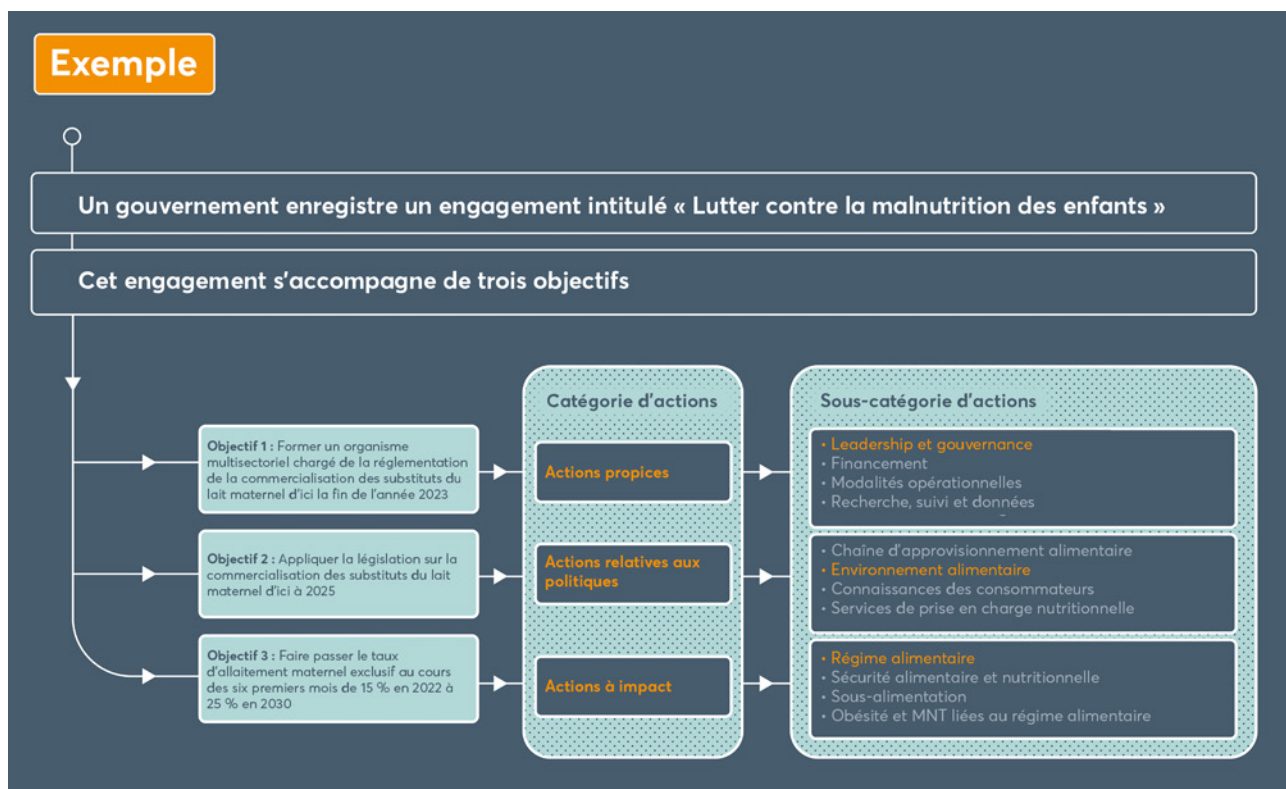 Exemple
Un gouvernement enregistre un engagement intitulé « Lutter contre la malnutrition des enfants »
Cet engagement s'accompagne de trois objectifs
Catégorie d'actions
Sous-catégorie d'actions
Objectif 1 : Former un organisme
multisectoriel chargé de la réglementation
de la commercialisation des substituts du
lait maternel d'ici la fin de l'année 2023
Actions propices
• Leadership et gouvernance
• Financement
• Modalités opérationnelles
• Recherche, suivi et données
Objectif 2 : Appliquer la législation sur la
commercialisation des substituts du lait
maternel d'ici à 2025
Actions relatives aux
politiques
• Chaîne d'approvisionnement alimentaire
• Environnement alimentaire
• Connaissances des consommateurs
• Services de prise en charge nutritionnelle
Objectif 3 : Faire passer le taux
d'allaitement maternel exclusif au cours
des six premiers mois de 15 % en 2022 à
25 % en 2030
Actions à impact
• Régime alimentaire
• Sécurité alimentaire et nutritionnelle
• Sous-alimentation
• Obésité et MNT liées au régime alimentaire